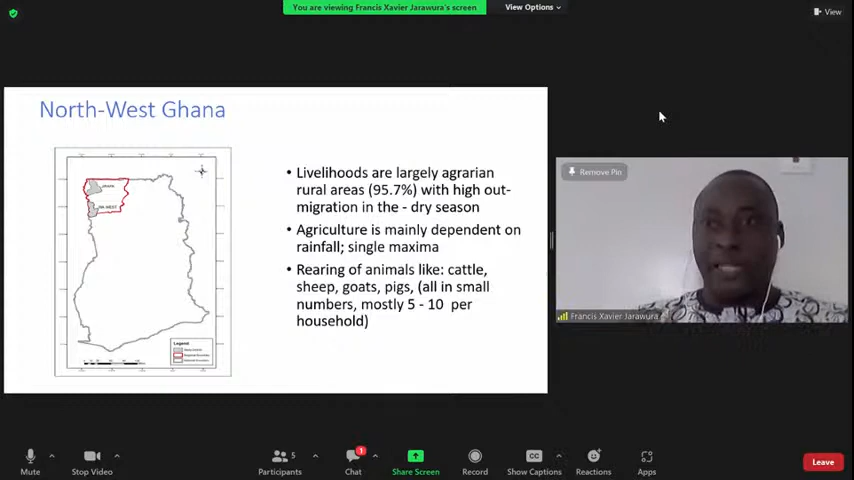 You are viewing Francis Xavier Jarawura's screen
View Options
View
North-West Ghana
JIRAPA
WA WEST
Legend
• Livelihoods are largely agrarian
rural areas (95.7%) with high out-
migration in the - dry season
• Agriculture is mainly dependent on
rainfall; single maxima
• Rearing of animals like: cattle,
sheep, goats, pigs, (all in small
numbers, mostly 5 - 10 per
household)
Remove Pin
Francis Xavier Jarawura
Mute
Stop Video
5
Participants
1
Chat
Share Screen
Record
CC
Show Captions
Reactions
Apps
Leave